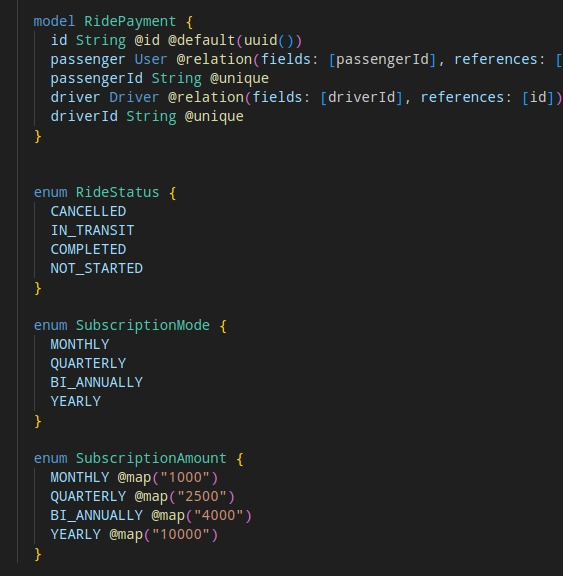 model RidePayment {
id String @id @default(uuid())
passenger User @relation(fields: [passengerId], references: [
passengerId String @unique
driver Driver @relation(fields: [driverId], references: [id])
driverId String @unique
}
enum RideStatus {
CANCELLED
IN_TRANSIT
COMPLETED
NOT_STARTED
}
enum SubscriptionMode {
MONTHLY
QUARTERLY
BI_ANNUALLY
YEARLY
}
enum SubscriptionAmount {
MONTHLY @map("1000")
QUARTERLY @map("2500")
BI_ANNUALLY @map("4000")
YEARLY @map("10000")
}